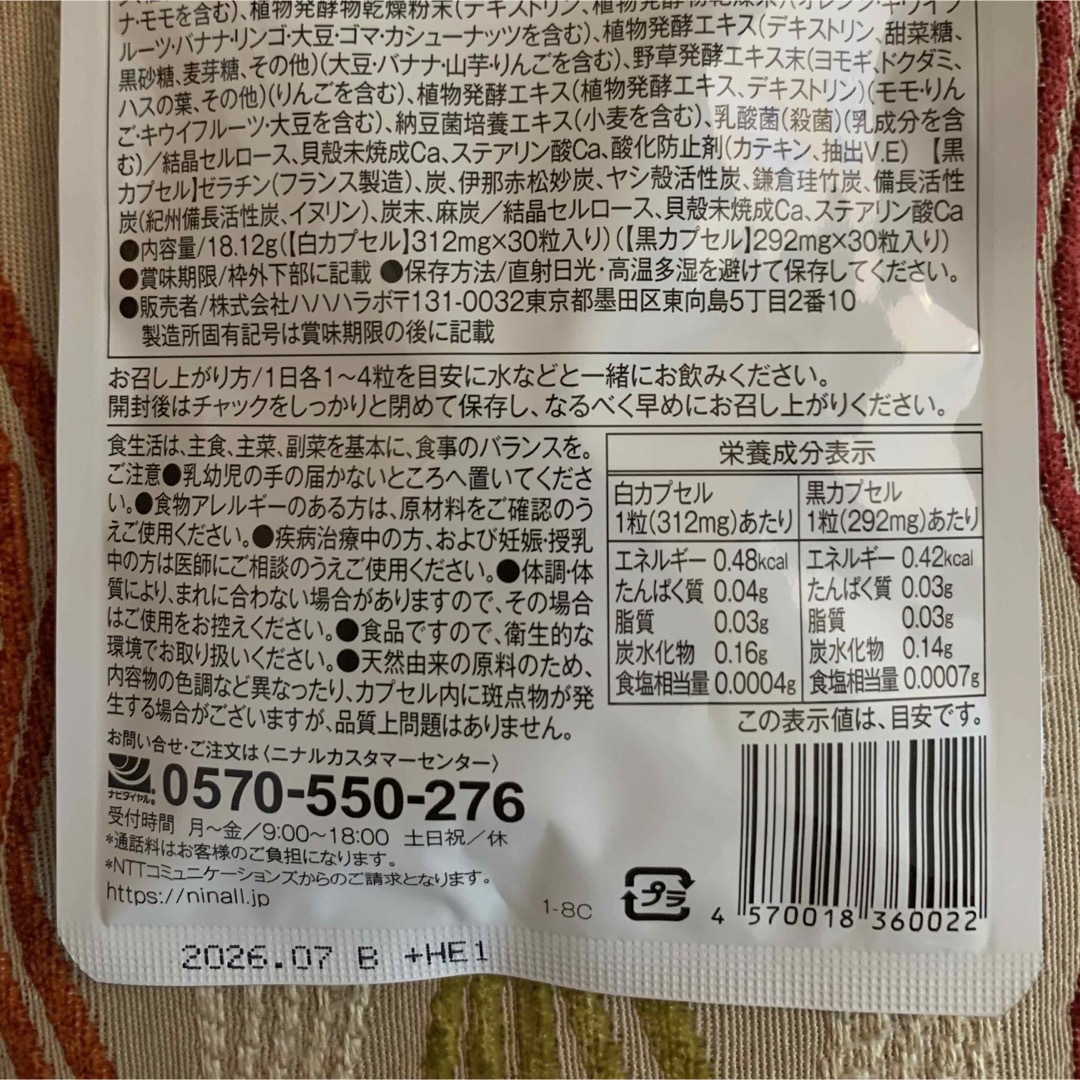 ナ・モモを含む)、植物発酵物乾燥粉末(デキストリン、
ルーツ・バナナ・リンゴ・大豆・ゴマ・カシューナッツを含む)、植物発酵エキス(デキストリン、甜菜糖、
黒砂糖、麦芽糖、その他)(大豆・バナナ・山芋・りんごを含む)、野草発酵エキス末(ヨモギ、ドクダミ、
ハスの葉、その他)(りんごを含む)、植物発酵エキス(植物発酵エキス、デキストリン)(モモ・りん
ご・キウイフルーツ・大豆を含む)、納豆菌培養エキス(小麦を含む)、乳酸菌(殺菌)(乳成分を含
む)/結晶セルロース、貝殻未焼成Ca、ステアリン酸Ca、酸化防止剤(カテキン、抽出V.E) 【黒
カプセル】ゼラチン(フランス製造)、炭、伊那赤松妙炭、ヤシ殻活性炭、鎌倉珪竹炭、備長活性
炭(紀州備長活性炭、イヌリン)、炭末、麻炭/結晶セルロース、貝殻未焼成Ca、ステアリン酸Ca
●内容量/18.12g(【白カプセル】312mg×30粒入り)(【黒カプセル】292mg×30粒入り)
●賞味期限/枠外下部に記載 ●保存方法/直射日光・高温多湿を避けて保存してください。
●販売者/株式会社ハハハラボ〒131-0032東京都墨田区東向島5丁目2番10
製造所固有記号は賞味期限の後に記載
お召し上がり方/1日各1～4粒を目安に水などと一緒にお飲みください。
開封後はチャックをしっかりと閉めて保存し、なるべく早めにお召し上がりください。
食生活は、主食、主菜、副菜を基本に、食事のバランスを。
ご注意●乳幼児の手の届かないところへ置いてくださ
い。●食物アレルギーのある方は、原材料をご確認のう
えご使用ください。●疾病治療中の方、および妊娠・授乳
中の方は医師にご相談のうえご使用ください。●体調・体
質により、まれに合わない場合がありますので、その場合
はご使用をお控えください。●食品ですので、衛生的な
環境でお取り扱いください。●天然由来の原料のため、
内容物の色調など異なったり、カプセル内に斑点物が発
生する場合がございますが、品質上問題はありません。
栄養成分表示
白カプセル
1粒(312mg)あたり
エネルギー 0.48kcal
たんぱく質 0.04g
脂質 0.03g
炭水化物 0.16g
食塩相当量 0.0004g
黒カプセル
1粒(292mg)あたり
エネルギー 0.42kcal
たんぱく質 0.03g
脂質 0.03g
炭水化物 0.14g
食塩相当量 0.0007g
この表示値は、目安です。
お問い合せ・ご注文は〈ニナルカスタマーセンター〉
ナビダイヤル® 0570-550-276
受付時間 月～金/9:00～18:00 土日祝/休
*通話料はお客様のご負担になります。
*NTTコミュニケーションズからのご請求となります。
https://ninall.jp
1-8C
プラ
4 570018 360022
2026.07 B +HE1